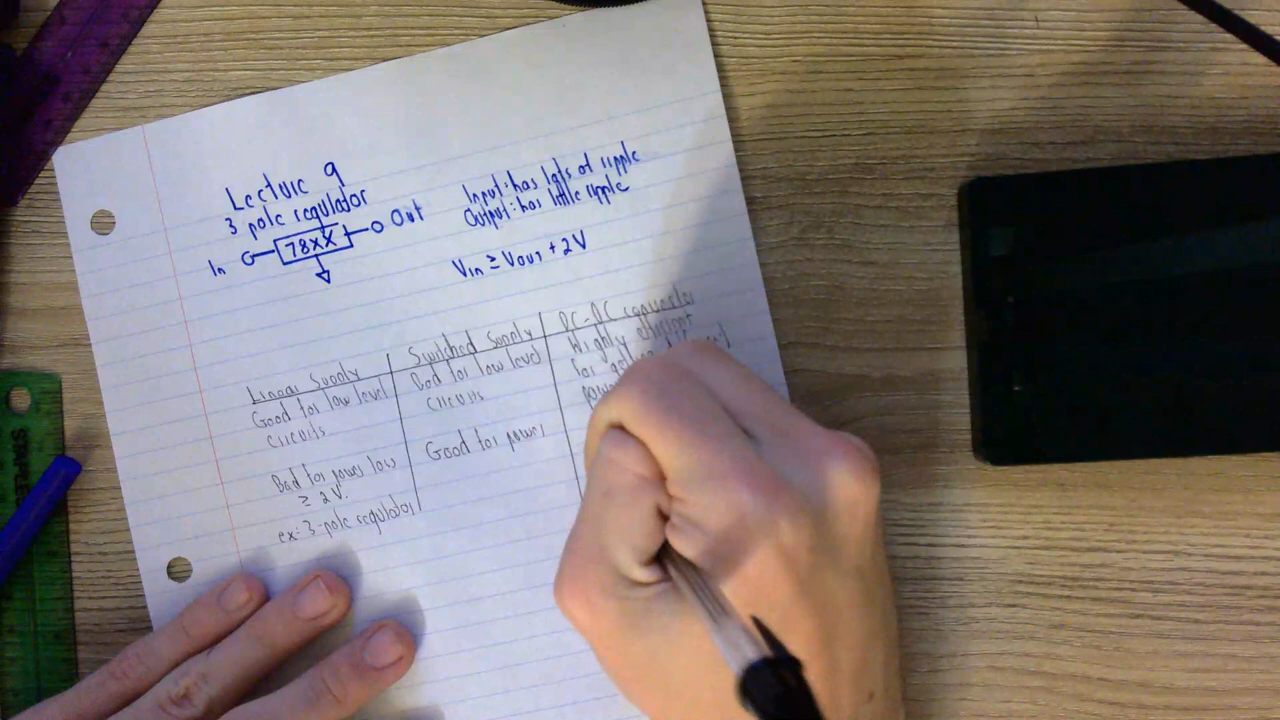 Lecture 9
3 pole regulator
In 78xx Out
Input: has lots of ripple
Output: has little ripple
Vin ≥ Vout + 2V
Linear Supply
Good for low level
circuits
Bad for power loss
≥ 2V.
ex: 3-pole regulator
Switched Supply
Bad for low level
circuits
Good for power
DC-DC converter
Highly efficient
for
STAPLES